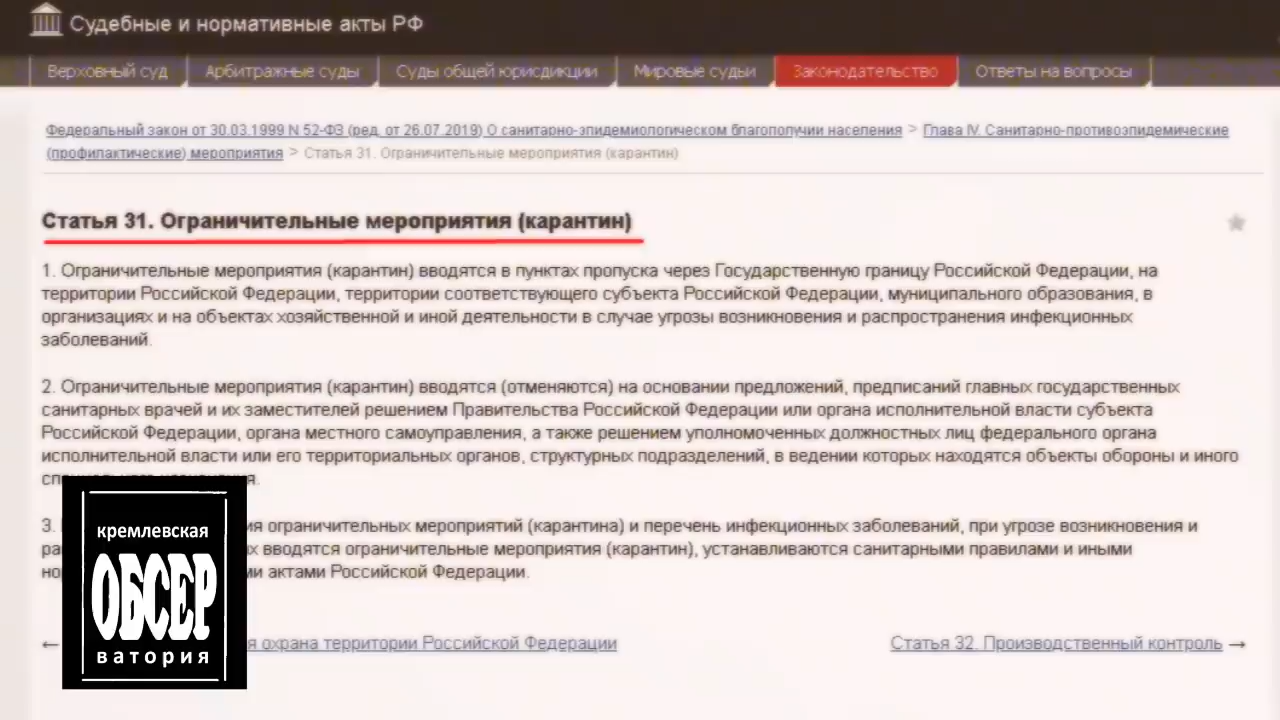 Судебные и нормативные акты РФ
Верховный суд Арбитражные суды Суды общей юрисдикции Мировые судьи Законодательство Ответы на вопросы
Федеральный закон от 30.03.1999 N 52-ФЗ (ред. от 26.07.2019) О санитарно-эпидемиологическом благополучии населения > Глава IV. Санитарно-противоэпидемические
(профилактические) мероприятия > Статья 31. Ограничительные мероприятия (карантин)
Статья 31. Ограничительные мероприятия (карантин)
1. Ограничительные мероприятия (карантин) вводятся в пунктах пропуска через Государственную границу Российской Федерации, на
территории Российской Федерации, территории соответствующего субъекта Российской Федерации, муниципального образования, в
организациях и на объектах хозяйственной и иной деятельности в случае угрозы возникновения и распространения инфекционных
заболеваний.
2. Ограничительные мероприятия (карантин) вводятся (отменяются) на основании предложений, предписаний главных государственных
санитарных врачей и их заместителей решением Правительства Российской Федерации или органа исполнительной власти субъекта
Российской Федерации, органа местного самоуправления, а также решением уполномоченных должностных лиц федерального органа
исполнительной власти или его территориальных органов, структурных подразделений, в ведении которых находятся объекты обороны и иного
3. ограничительных мероприятий (карантина) и перечень инфекционных заболеваний, при угрозе возникновения и
вводятся ограничительные мероприятия (карантин), устанавливаются санитарными правилами и иными
актами Российской Федерации.
← охрана территории Российской Федерации
Статья 32. Производственный контроль →
кремлевская
ОБСЕР
ватория